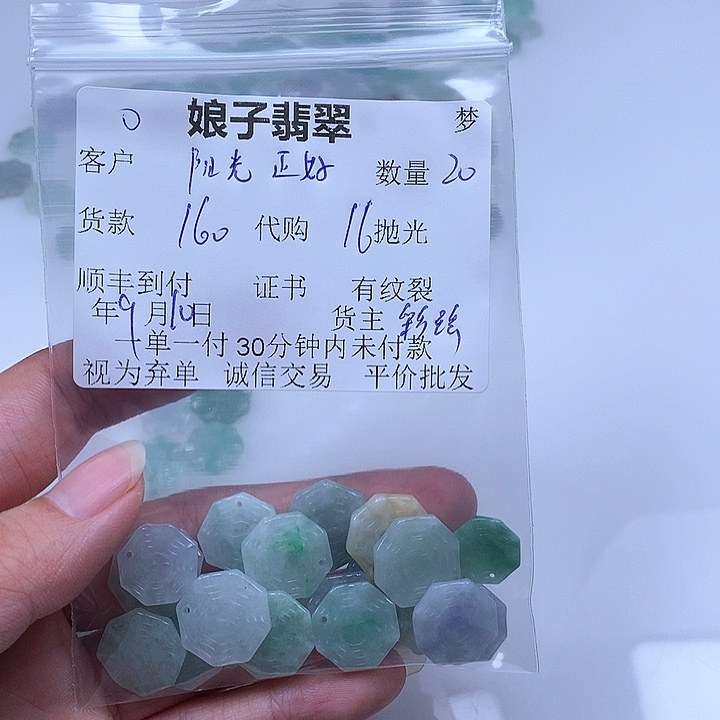 0 娘子翡翠 梦
客户 阳光正好 数量 20
货款 160 代购 16 抛光
顺丰到付 证书 有纹裂
年9月10日 货主
一单一付 30分钟内未付款
视为弃单 诚信交易 平价批发